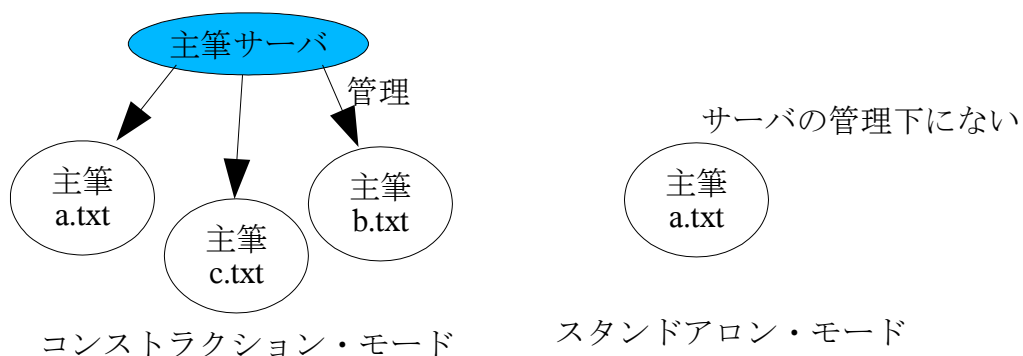 主筆サーバ
管理
サーバの管理下にない
主筆
a.txt
主筆
c.txt
主筆
b.txt
主筆
a.txt
コンストラクション・モード
スタンドアロン・モード